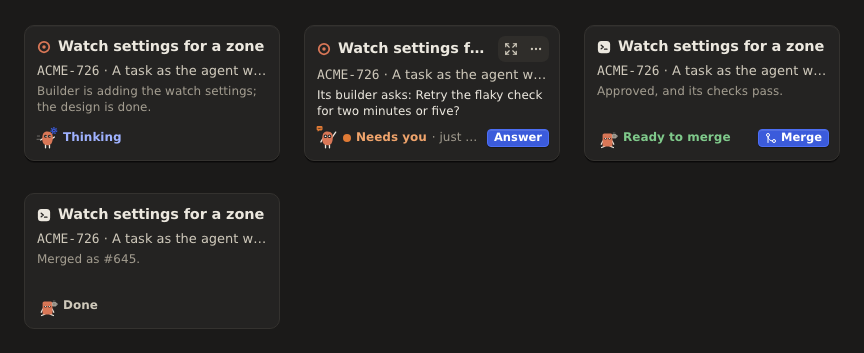 Watch settings for a zone
ACME-726 · A task as the agent w…
Builder is adding the watch settings;
the design is done.
Thinking
Watch settings f…
ACME-726 · A task as the agent w…
Its builder asks: Retry the flaky check
for two minutes or five?
Needs you · just … Answer
Watch settings for a zone
ACME-726 · A task as the agent w…
Approved, and its checks pass.
Ready to merge Merge
Watch settings for a zone
ACME-726 · A task as the agent w…
Merged as #645.
Done